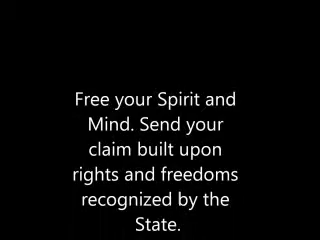 Free your Spirit and
Mind. Send your
claim built upon
rights and freedoms
recognized by the
State.